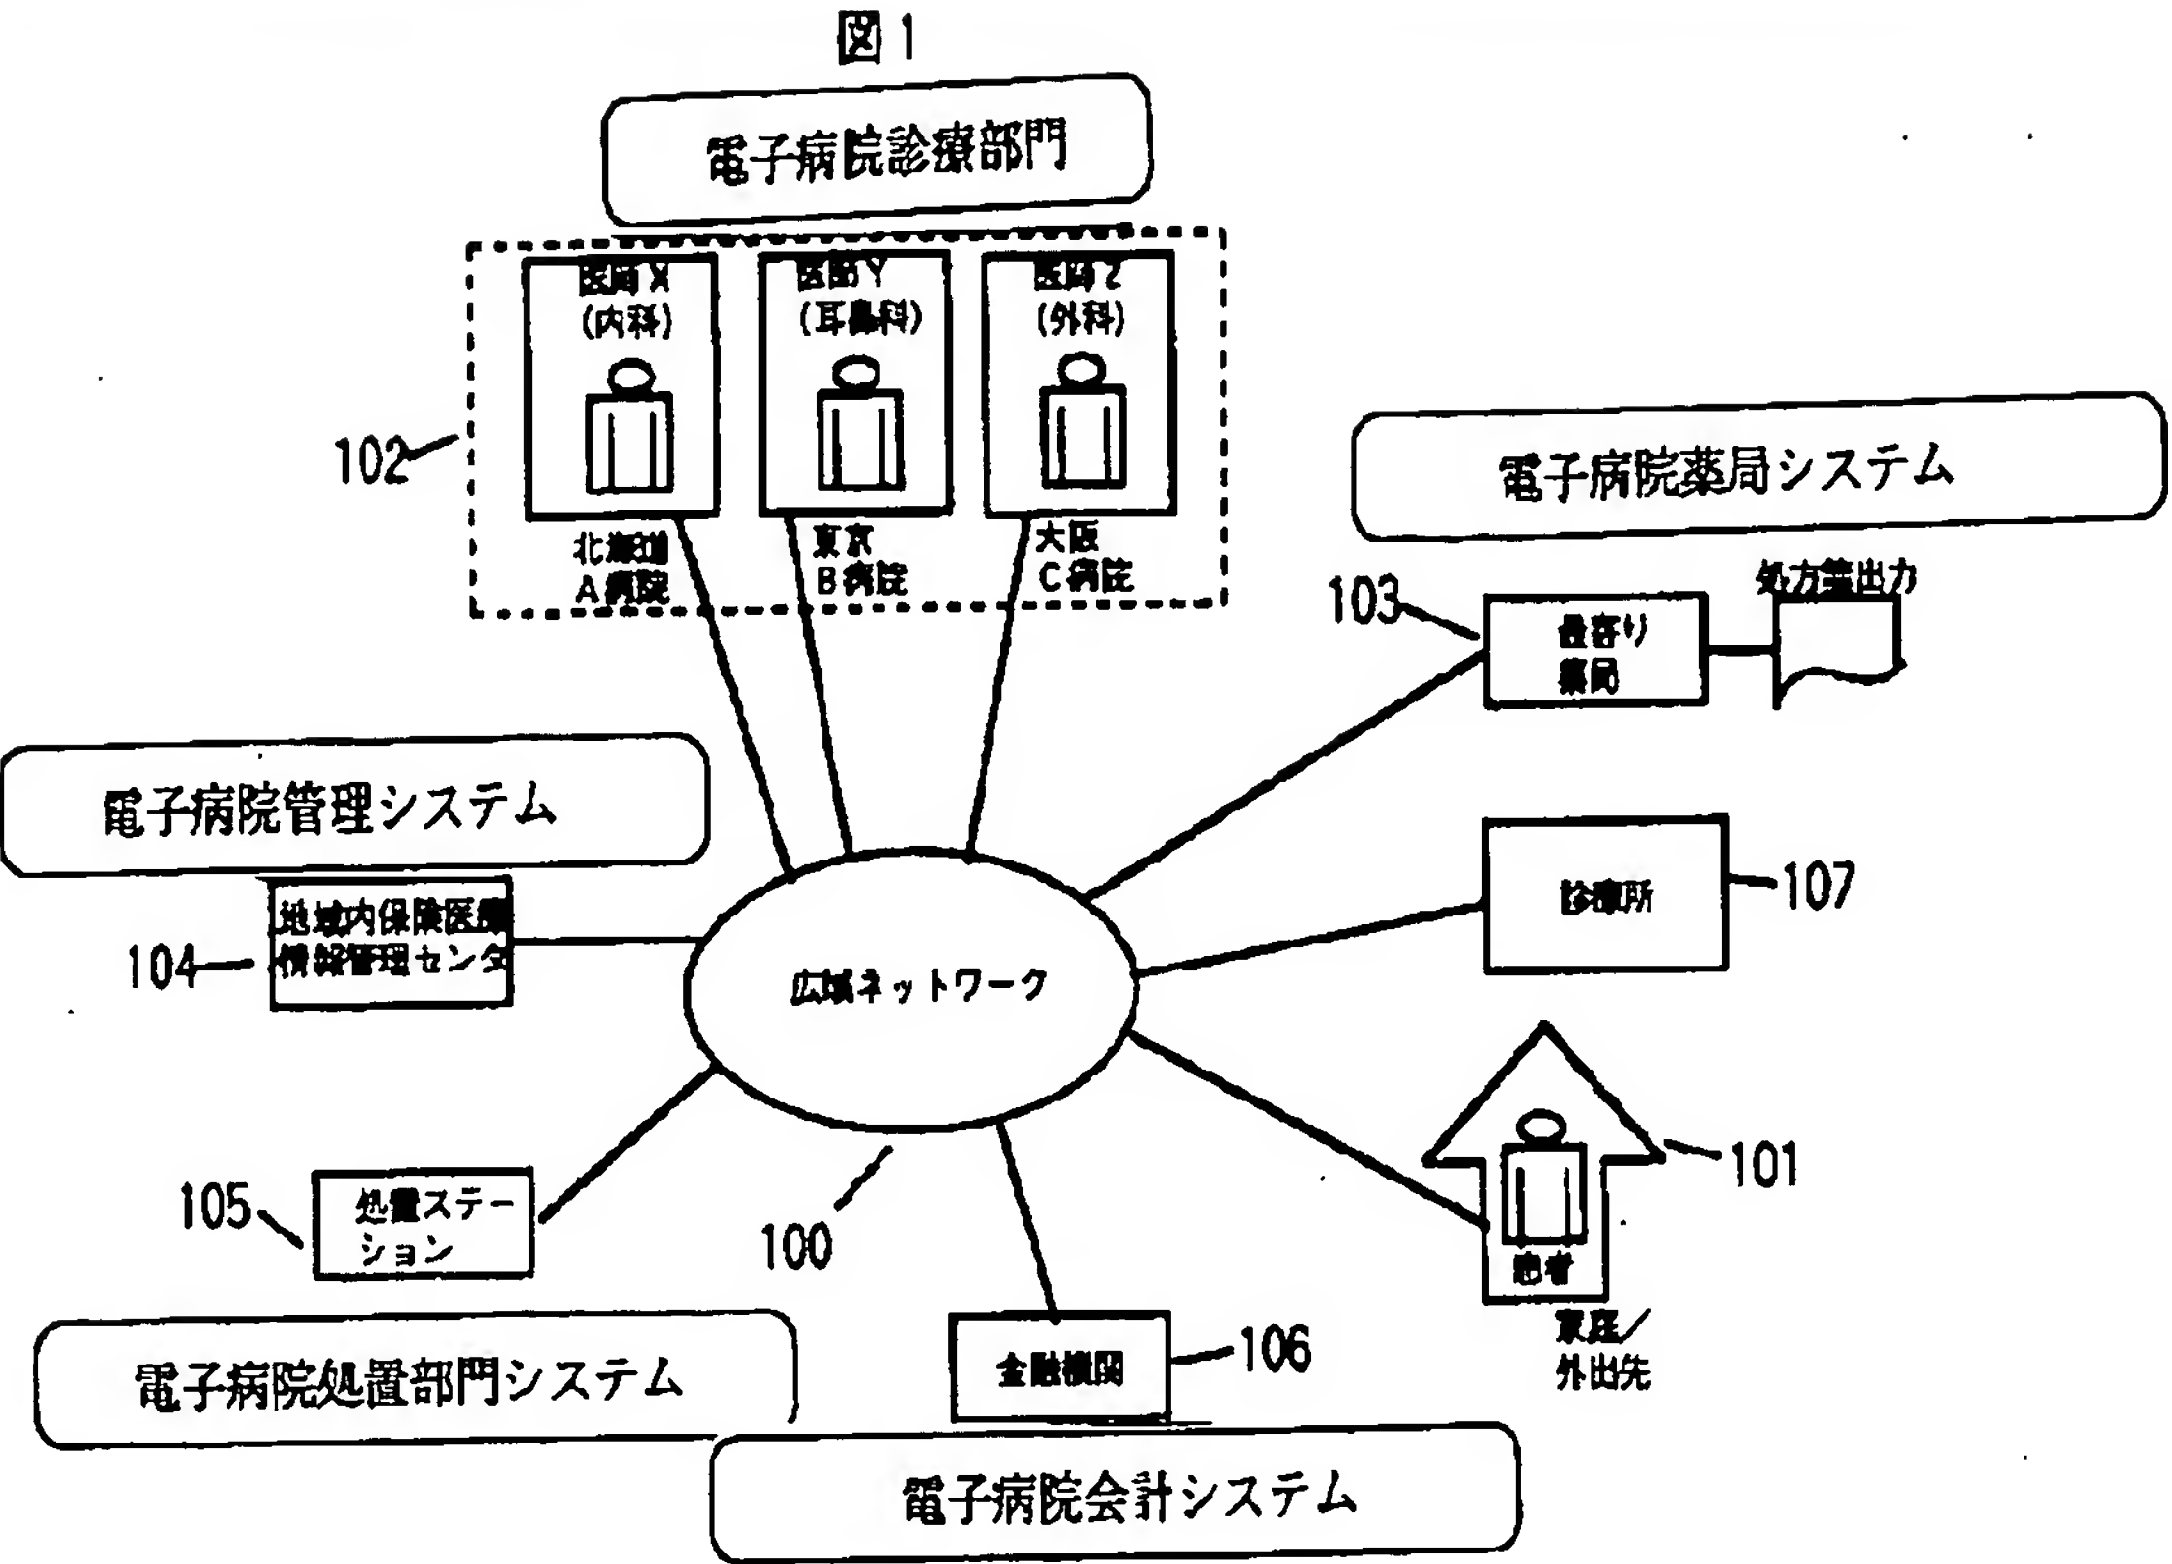 図1
電子病院診療部門
医師X
(内科)
医師Y
(耳鼻科)
医師Z
(外科)
102
北海道
A病院
東京
B病院
大阪
C病院
電子病院薬局システム
処方箋出力
103
最寄り
薬局
電子病院管理システム
地域内保険医療
情報管理センタ
104
広域ネットワーク
診療所
107
101
患者
家庭/
外出先
105
処置ステー
ション
100
金融機関
106
電子病院処置部門システム
電子病院会計システム